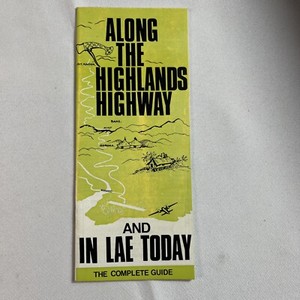 ALONG
THE
HIGHLANDS
HIGHWAY
AND
IN LAE TODAY
THE COMPLETE GUIDE